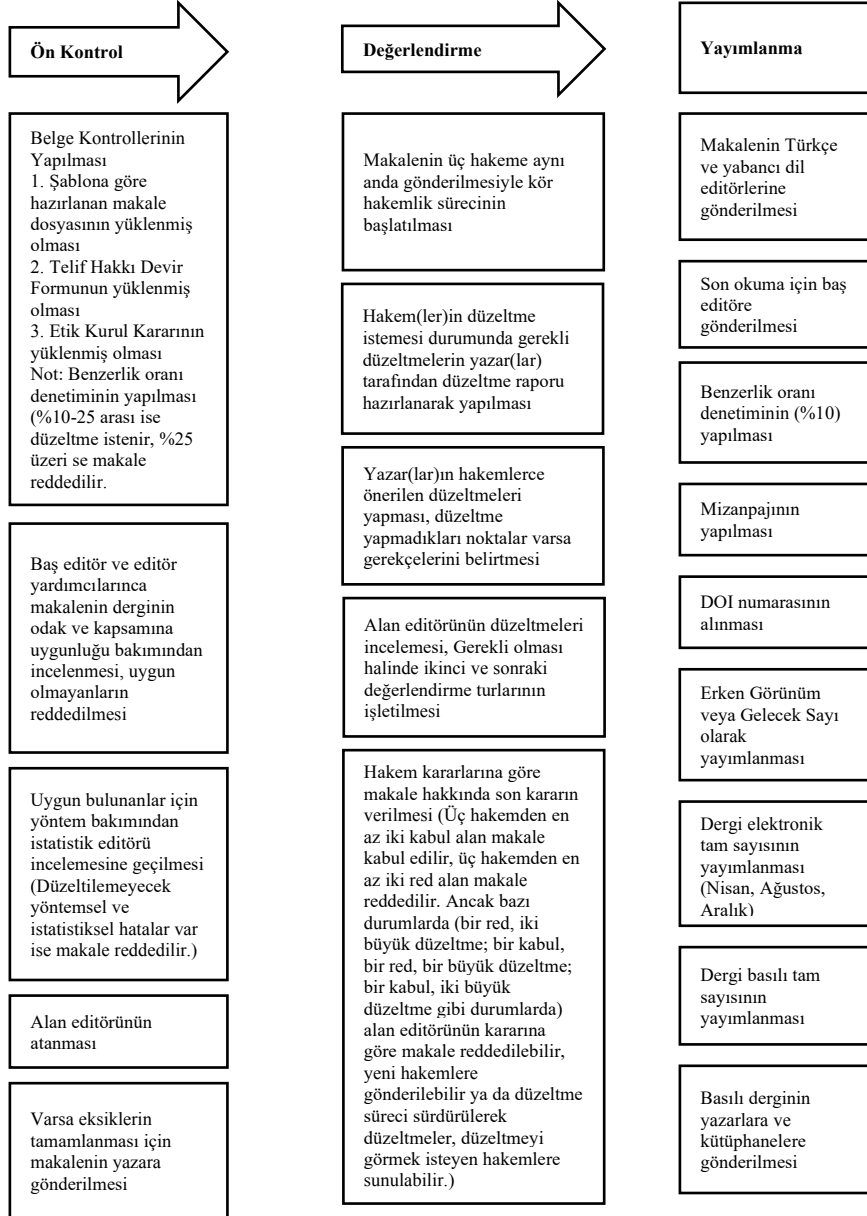 Ön Kontrol
Belge Kontrollerinin
Yapılması
1. Şablona göre
hazırlanan makale
dosyasının yüklenmiş
olması
2. Telif Hakkı Devir
Formunun yüklenmiş
olması
3. Etik Kurul Kararının
yüklenmiş olması
Not: Benzerlik oranı
denetiminin yapılması
(%10-25 arası ise
düzeltme istenir, %25
üzeri se makale
reddedilir.
Baş editör ve editör
yardımcılarınca
makalenin derginin
odak ve kapsamına
uygunluğu bakımından
incelenmesi, uygun
olmayanların
reddedilmesi
Uygun bulunanlar için
yöntem bakımından
istatistik editörü
incelemesine geçilmesi
(Düzeltilemeyecek
yöntemsel ve
istatistiksel hatalar var
ise makale reddedilir.)
Alan editörünün
atanması
Varsa eksiklerin
tamamlanması için
makalenin yazara
gönderilmesi
Değerlendirme
Makalenin üç hakeme aynı
anda gönderilmesiyle kör
hakemlik sürecinin
başlatılması
Hakem(ler)in düzeltme
istemesi durumunda gerekli
düzeltmelerin yazar(lar)
tarafından düzeltme raporu
hazırlanarak yapılması
Yazar(lar)ın hakemlerce
önerilen düzeltmeleri
yapması, düzeltme
yapmadıkları noktalar varsa
gerekçelerini belirtmesi
Alan editörünün düzeltmeleri
incelemesi, Gerekli olması
halinde ikinci ve sonraki
değerlendirme turlarının
işletilmesi
Hakem kararlarına göre
makale hakkında son kararın
verilmesi (Üç hakemden en
az iki kabul alan makale
kabul edilir, üç hakemden en
az iki red alan makale
reddedilir. Ancak bazı
durumlarda (bir red, iki
büyük düzeltme; bir kabul,
bir red, bir büyük düzeltme;
bir kabul, iki büyük
düzeltme gibi durumlarda)
alan editörünün kararına
göre makale reddedilebilir,
yeni hakemlere
gönderilebilir ya da düzeltme
süreci sürdürülerek
düzeltmeler, düzeltmeyi
görmek isteyen hakemlere
sunulabilir.)
Yayımlanma
Makalenin Türkçe
ve yabancı dil
editörlerine
gönderilmesi
Son okuma için baş
editöre
gönderilmesi
Benzerlik oranı
denetiminin (%10)
yapılması
Mizanpajının
yapılması
DOI numarasının
alınması
Erken Görünüm
veya Gelecek Sayı
olarak
yayımlanması
Dergi elektronik
tam sayısının
yayımlanması
(Nisan, Ağustos,
Aralık)
Dergi basılı tam
sayısının
yayımlanması
Basılı derginin
yazarlara ve
kütüphanelere
gönderilmesi